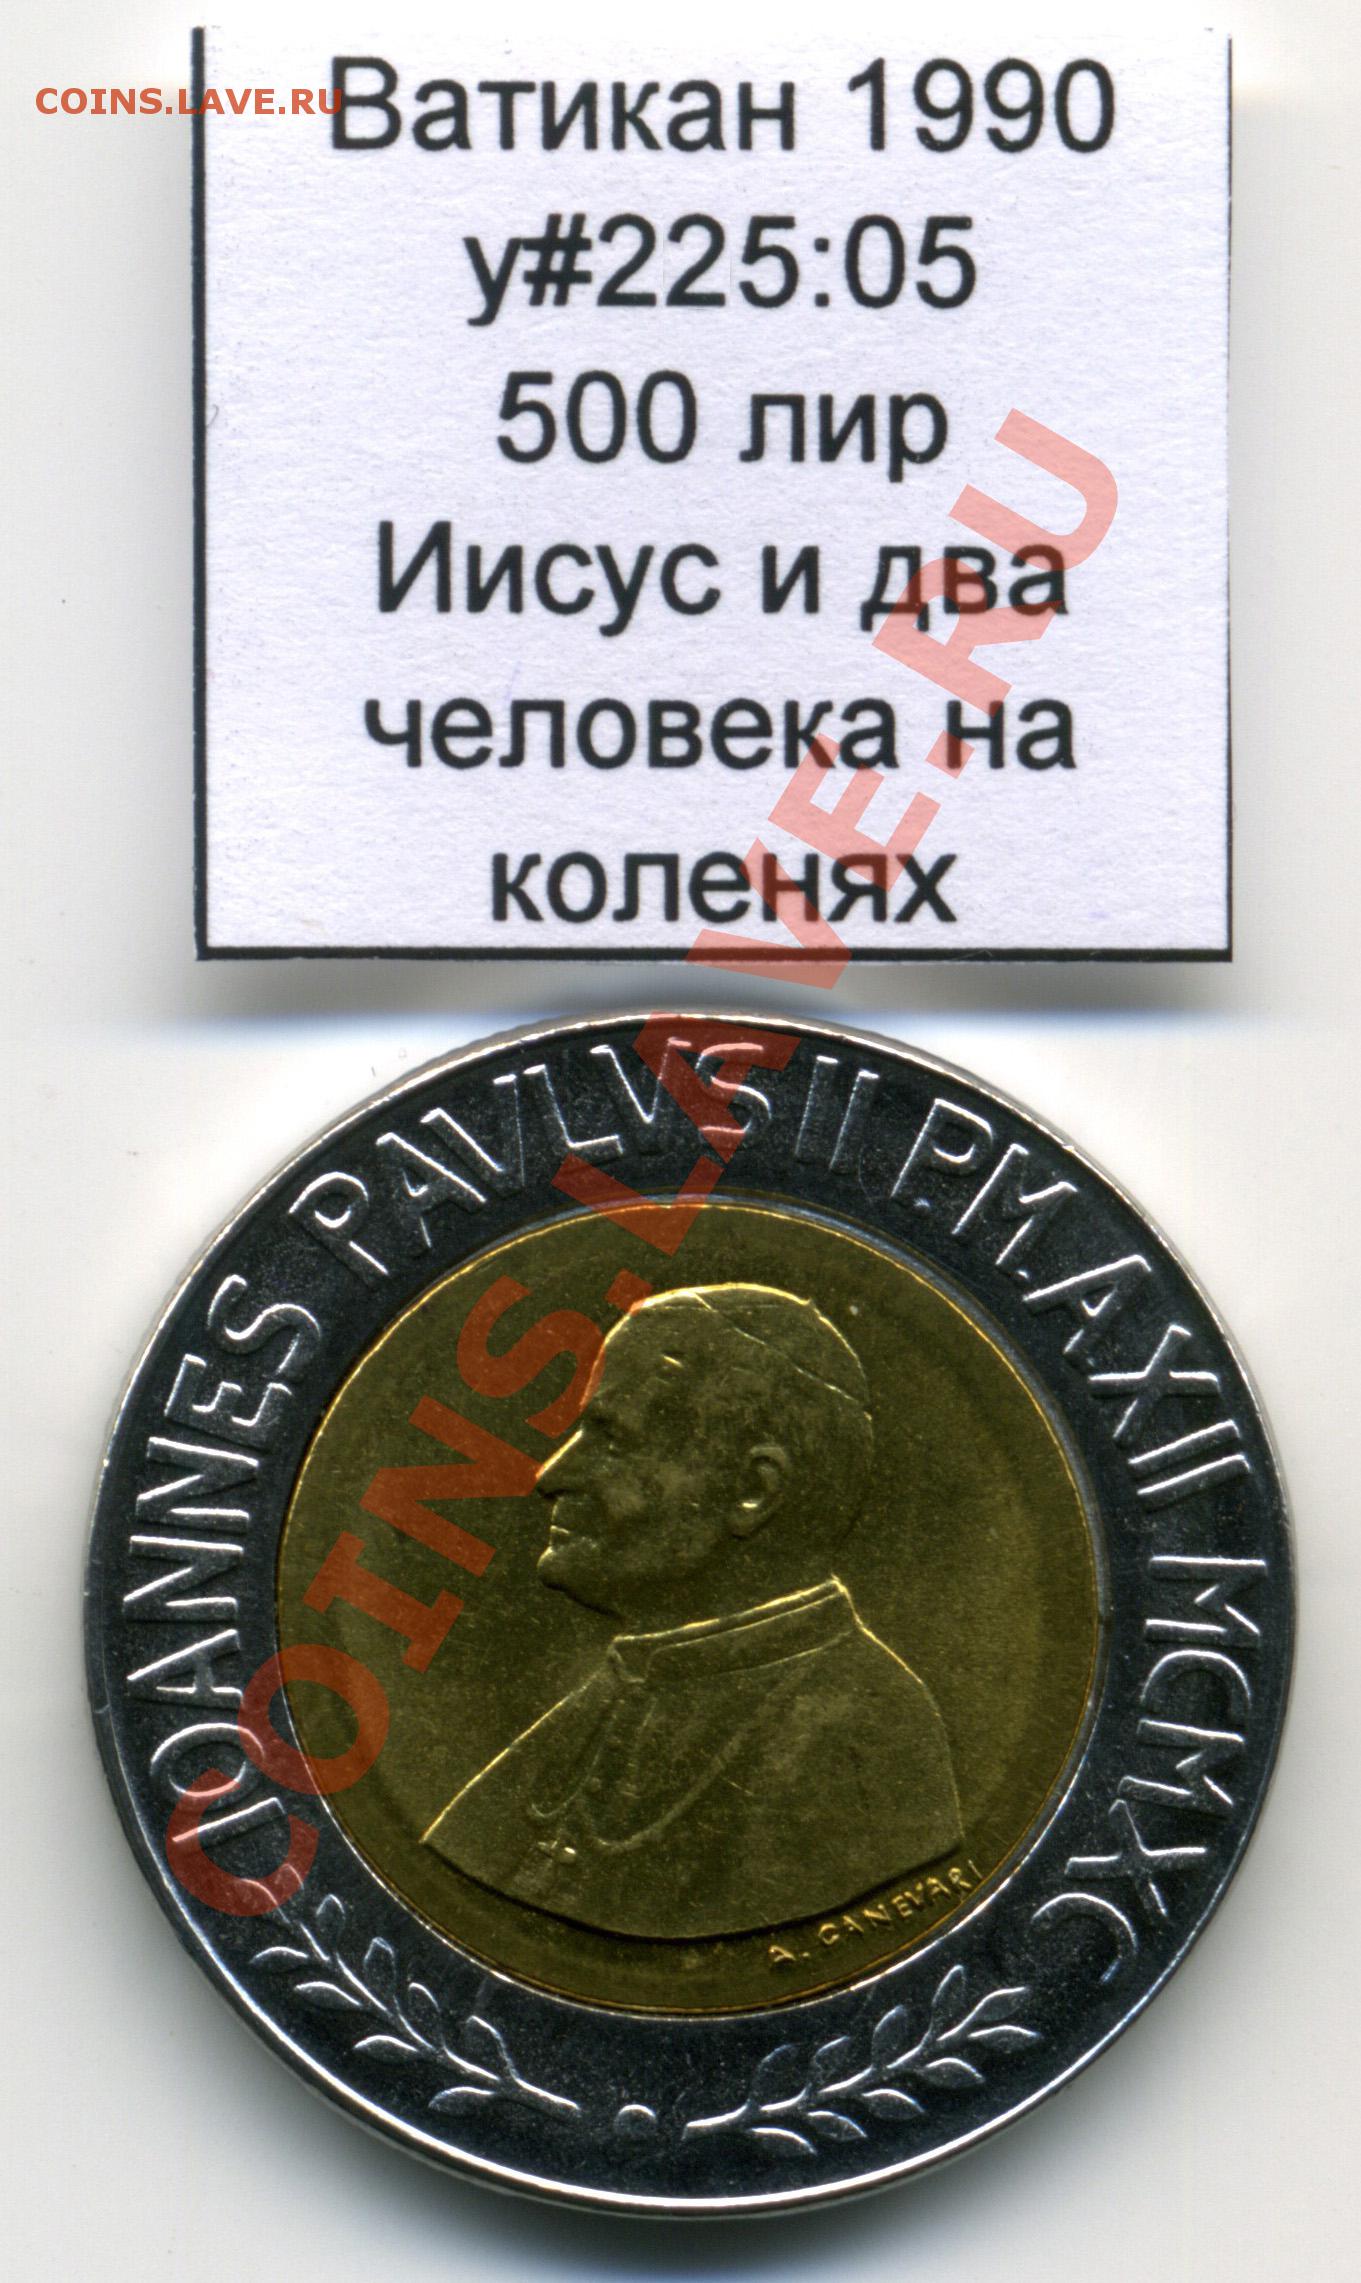 COINS.LAVE.RU
Ватикан 1990
у#225:05
500 лир
Иисус и два
человека на
коленях
COINS.LAVE.RU
IOANNES PAVLVS II P.M. A XII MCMXC
A. CANEVARI